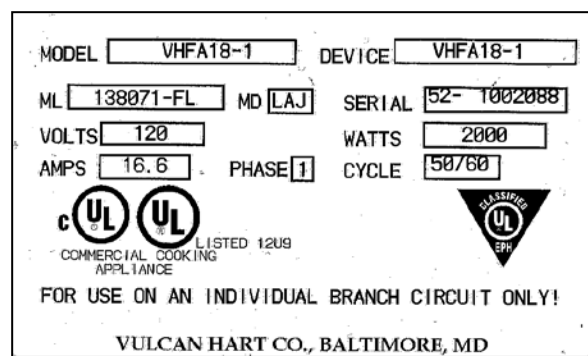 MODEL VHFA18-1 DEVICE VHFA18-1
ML 138071-FL MD LAJ SERIAL 52- 1002088
VOLTS 120 WATTS 2000
AMPS 16.6 PHASE 1 CYCLE 50/60
C UL UL LISTED 12U9
COMMERCIAL COOKING
APPLIANCE
CLASSIFIED
UL
EPH
FOR USE ON AN INDIVIDUAL BRANCH CIRCUIT ONLY!
VULCAN HART CO., BALTIMORE, MD